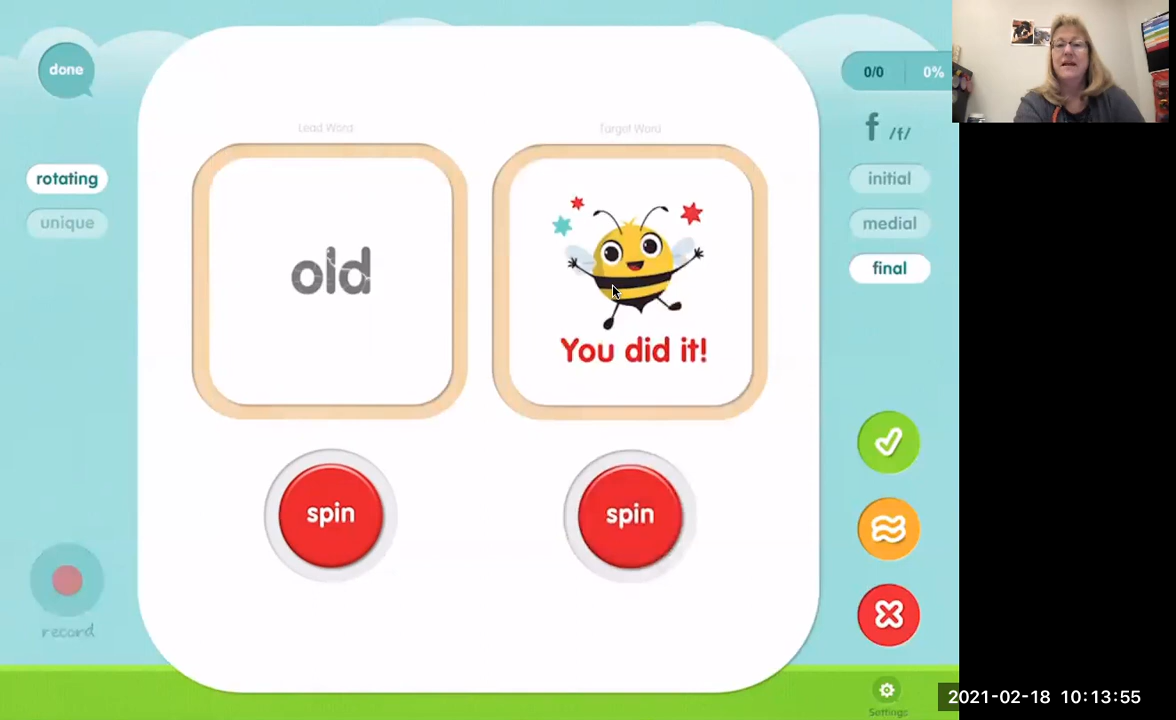 done
rotating
unique
record
Lead Word
Target Word
old
You did it!
spin
spin
0/0
0%
f /f/
initial
medial
final
Settings
2021-02-18 10:13:55